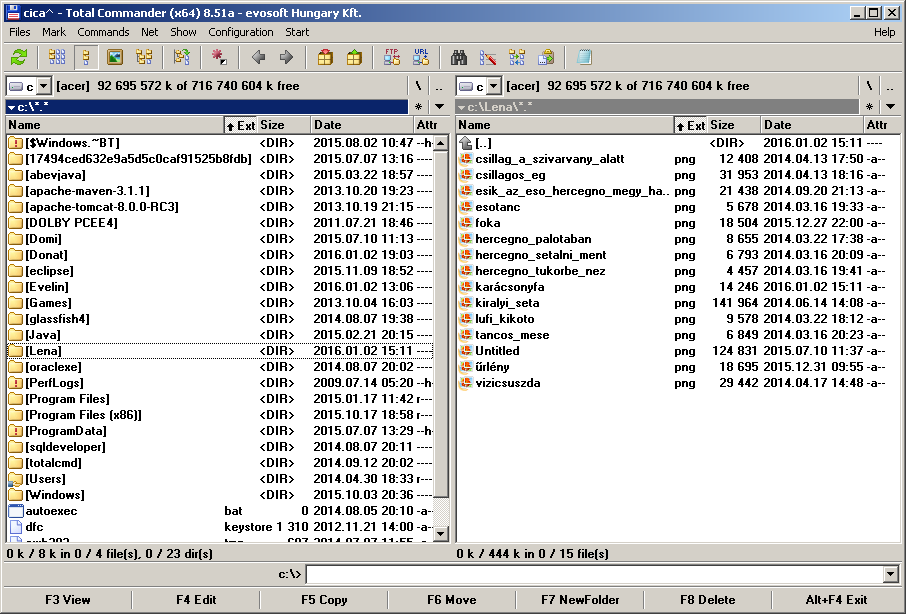 cica^ - Total Commander (x64) 8.51a - evosoft Hungary Kft.
Files Mark Commands Net Show Configuration Start Help
FTP URL
c [acer] 92 695 572 k of 716 740 604 k free \ ..
c:\*.* * 
Name Ext Size Date Attr
[$Windows.~BT] <DIR> 2015.08.02 10:47 --h-
[17494ced632e9a5d5c0caf91525b8fdb] <DIR> 2015.07.07 13:16 ----
[abevjava] <DIR> 2015.03.22 18:57 ----
[apache-maven-3.1.1] <DIR> 2013.10.20 19:23 ----
[apache-tomcat-8.0.0-RC3] <DIR> 2013.10.19 21:15 ----
[DOLBY PCEE4] <DIR> 2011.07.21 18:46 ----
[Domi] <DIR> 2015.07.10 11:13 ----
[Donat] <DIR> 2016.01.02 19:03 ----
[eclipse] <DIR> 2015.11.09 18:52 ----
[Evelin] <DIR> 2016.01.02 13:06 ----
[Games] <DIR> 2013.10.04 16:03 ----
[glassfish4] <DIR> 2014.08.07 19:38 ----
[Java] <DIR> 2015.02.21 20:15 ----
[Lena] <DIR> 2016.01.02 15:11 ----
[oraclexe] <DIR> 2014.08.07 20:02 ----
[PerfLogs] <DIR> 2009.07.14 05:20 --h-
[Program Files] <DIR> 2015.01.17 11:42 r---
[Program Files (x86)] <DIR> 2015.10.17 18:58 r---
[ProgramData] <DIR> 2015.07.07 13:29 --h-
[sqldeveloper] <DIR> 2014.08.07 20:11 ----
[totalcmd] <DIR> 2014.09.12 20:02 ----
[Users] <DIR> 2014.04.30 18:33 r---
[Windows] <DIR> 2015.10.03 20:36 ----
autoexec bat 0 2014.08.05 20:10 -a--
dfc keystore 1 310 2012.11.21 14:00 -a--
0 k / 8 k in 0 / 4 file(s), 0 / 23 dir(s)
c [acer] 92 695 572 k of 716 740 604 k free \ ..
c:\Lena\*.* *
Name Ext Size Date Attr
[..] <DIR> 2016.01.02 15:11 ----
csillag_a_szivarvany_alatt png 12 408 2014.04.13 17:50 -a--
csillagos_eg png 31 953 2014.04.13 18:16 -a--
esik_az_eso_hercegno_megy_ha.. png 21 438 2014.09.20 21:13 -a--
esotanc png 5 678 2014.03.16 19:33 -a--
foka png 18 504 2015.12.27 22:00 -a--
hercegno_palotaban png 8 655 2014.03.22 17:38 -a--
hercegno_setalni_ment png 6 793 2014.03.16 20:09 -a--
hercegno_tukorbe_nez png 4 457 2014.03.16 19:41 -a--
karácsonyfa png 14 246 2016.01.02 15:11 -a--
kiralyi_seta png 141 964 2014.06.14 14:08 -a--
lufi_kikoto png 9 578 2014.03.22 18:12 -a--
tancos_mese png 6 849 2014.03.16 20:23 -a--
Untitled png 124 831 2015.07.10 11:37 -a--
űrlény png 18 695 2015.12.31 09:55 -a--
vizicsuszda png 29 442 2014.04.17 14:48 -a--
0 k / 444 k in 0 / 15 file(s)
c:\>
F3 View F4 Edit F5 Copy F6 Move F7 NewFolder F8 Delete Alt+F4 Exit